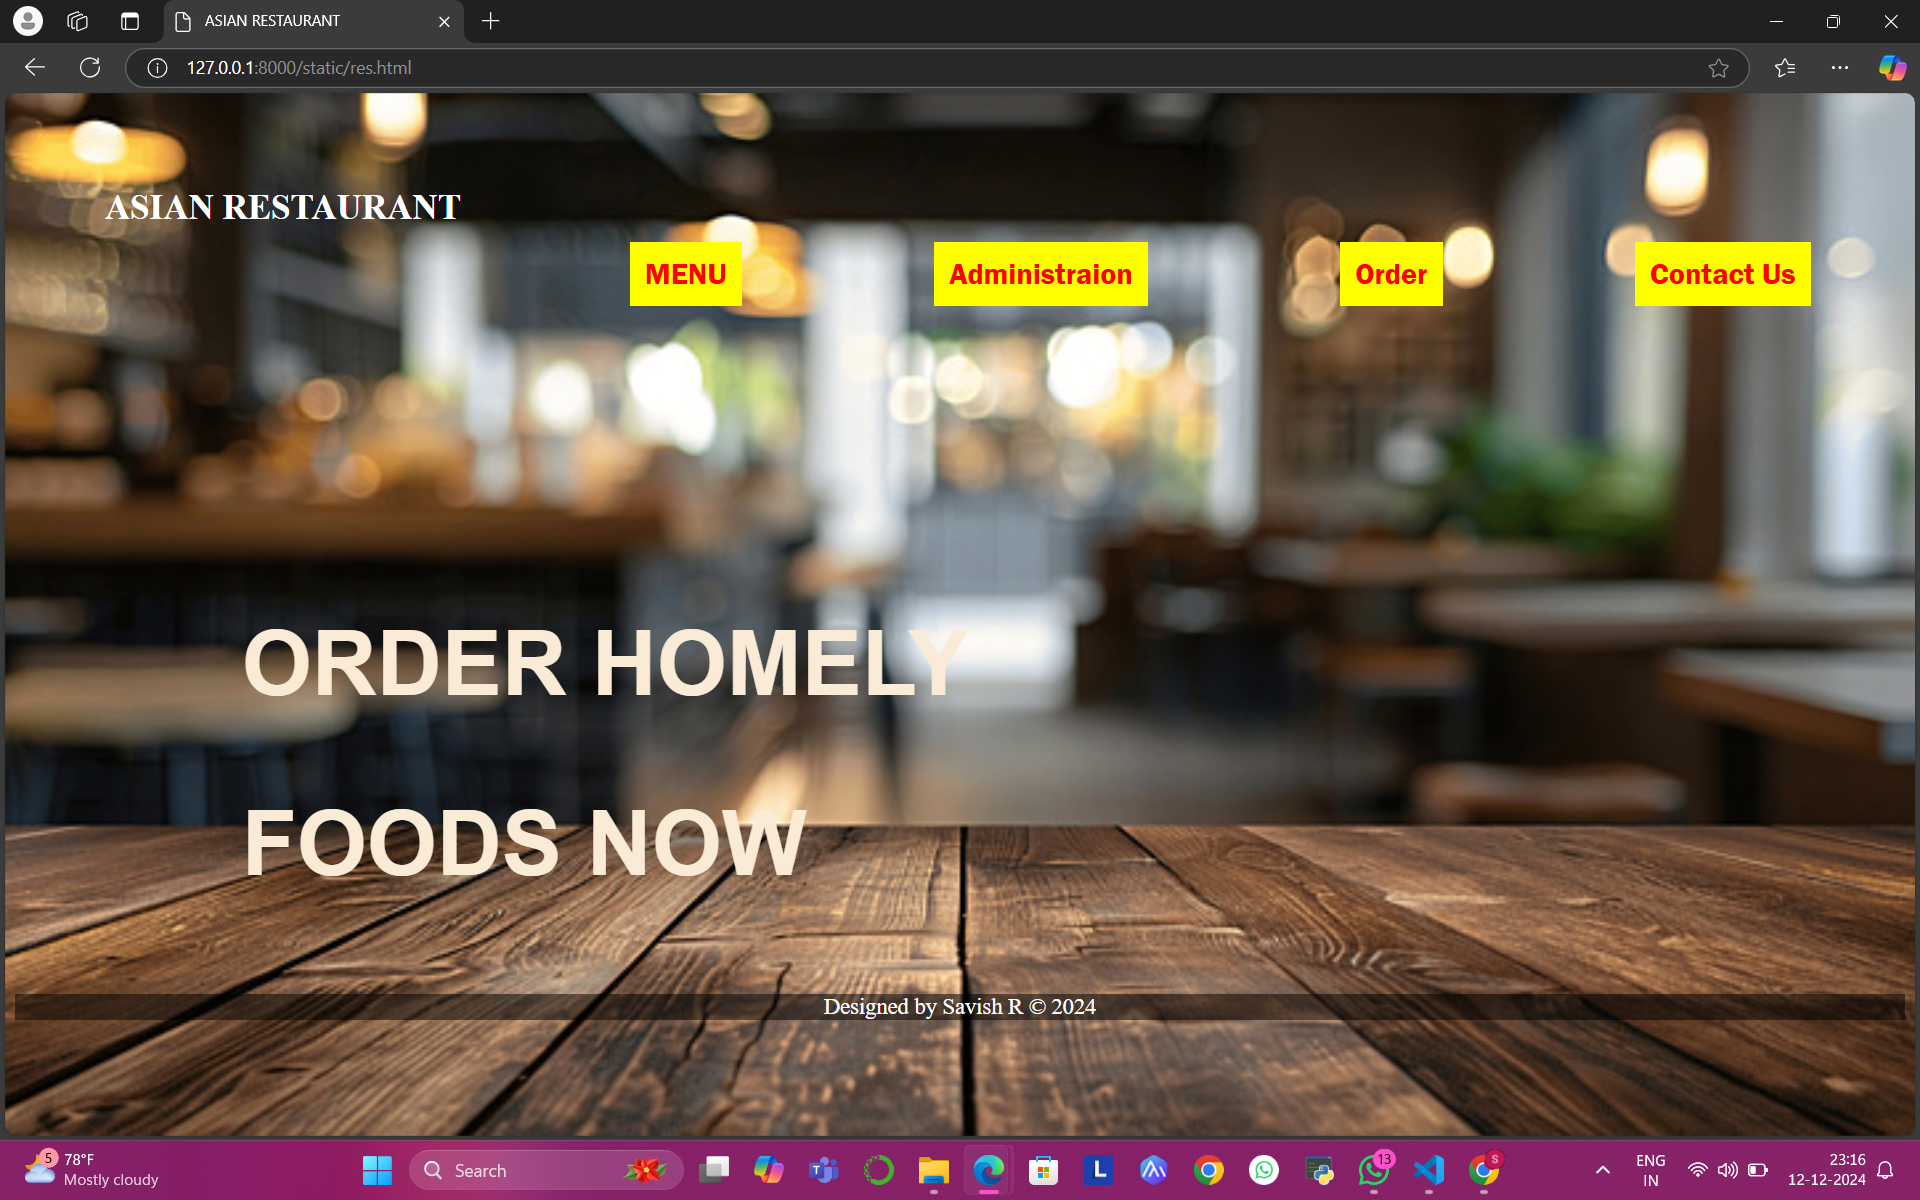 ASIAN RESTAURANT
127.0.0.1:8000/static/res.html
ASIAN RESTAURANT
MENU
Administraion
Order
Contact Us
ORDER HOMELY
FOODS NOW
Designed by Savish R © 2024
5
78°F
Mostly cloudy
Search
L
13
S
ENG
IN
23:16
12-12-2024